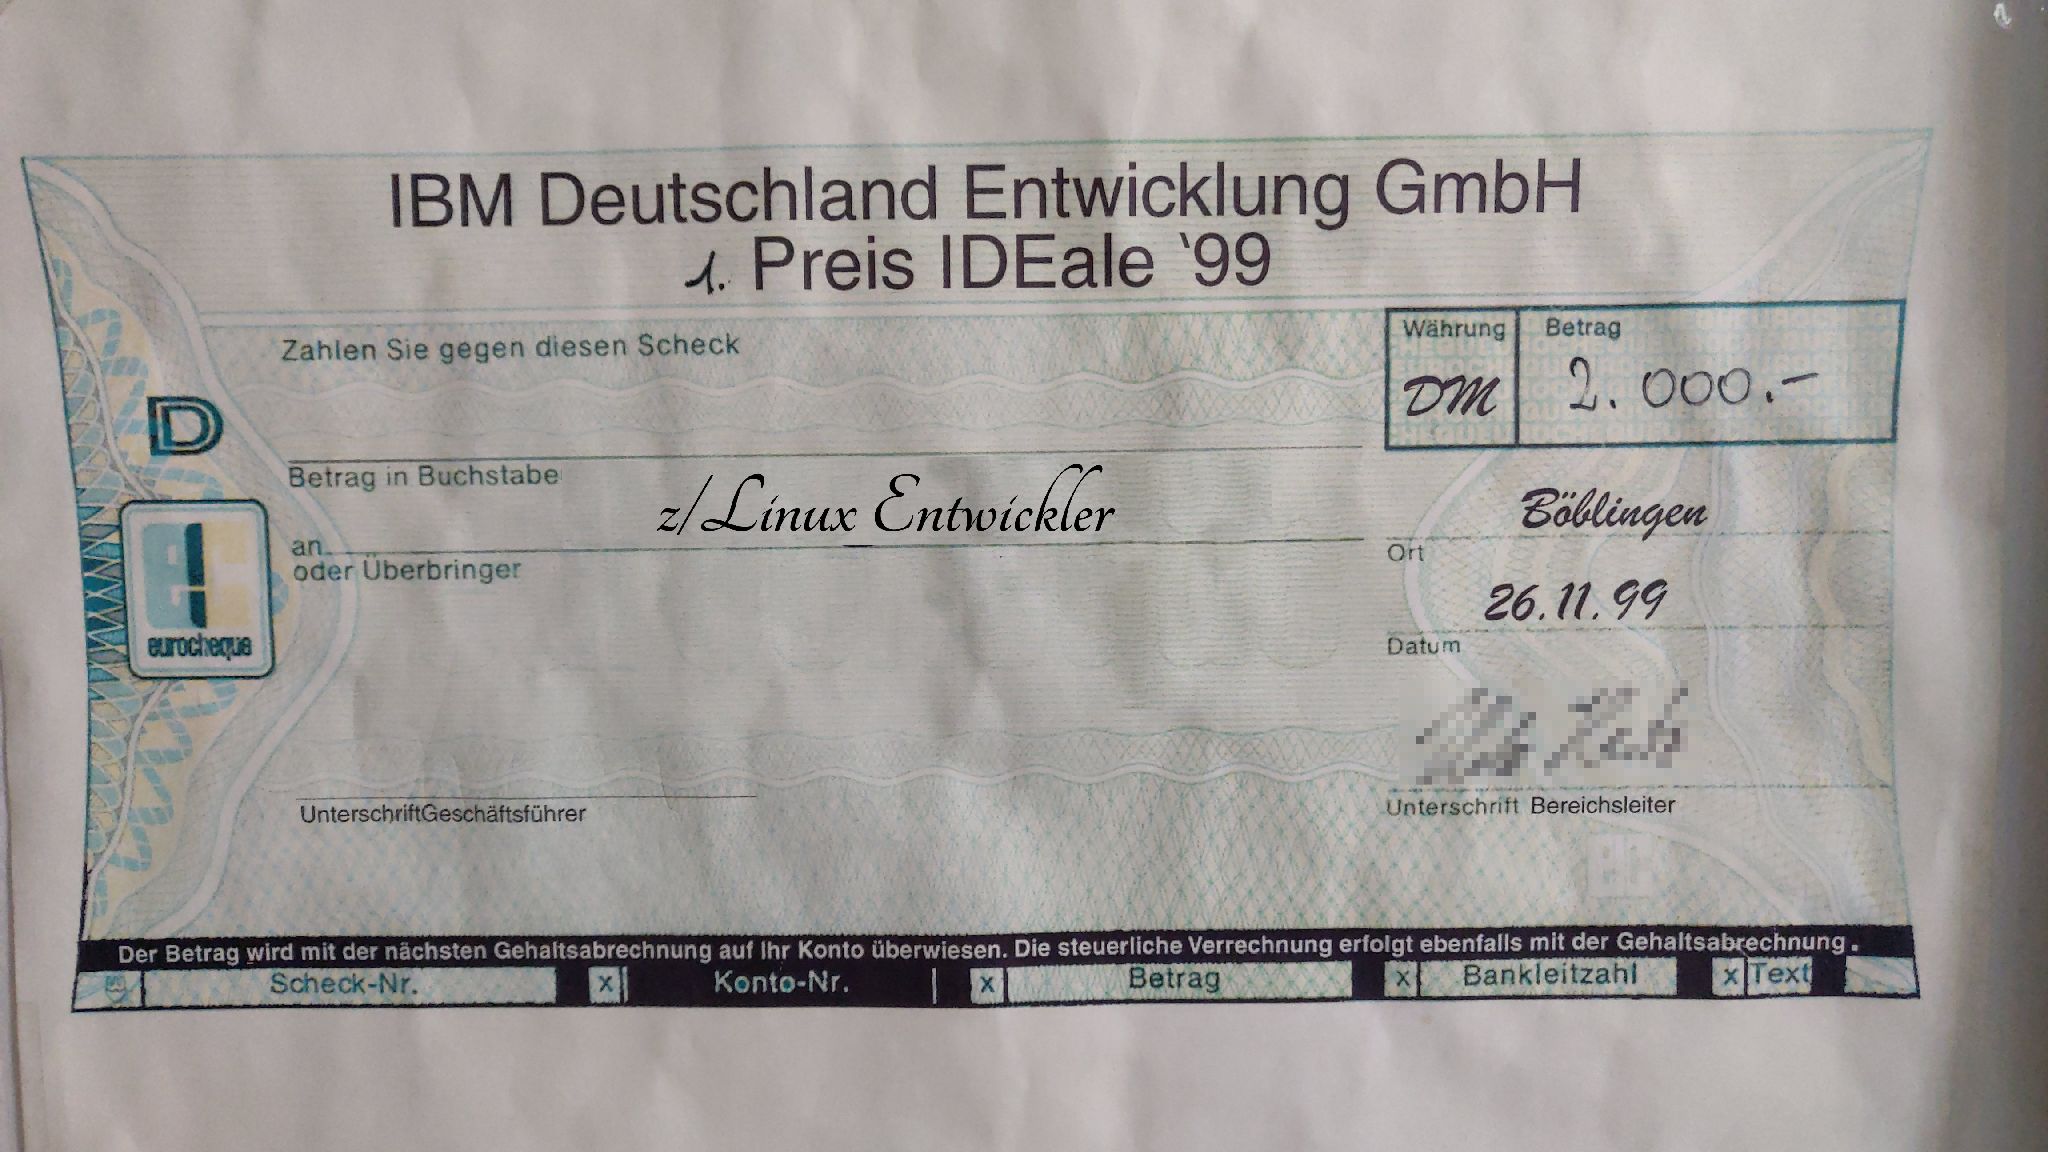 IBM Deutschland Entwicklung GmbH
1. Preis IDEale '99
Zahlen Sie gegen diesen Scheck
Währung Betrag
DM 2.000.-
D
Betrag in Buchstabe
z/Linux Entwickler
an
oder Überbringer
Böblingen
Ort
26.11.99
Datum
ec
eurocheque
UnterschriftGeschäftsführer
Unterschrift Bereichsleiter
ec
Der Betrag wird mit der nächsten Gehaltsabrechnung auf Ihr Konto überwiesen. Die steuerliche Verrechnung erfolgt ebenfalls mit der Gehaltsabrechnung.
Scheck-Nr. x Konto-Nr. x Betrag x Bankleitzahl x Text